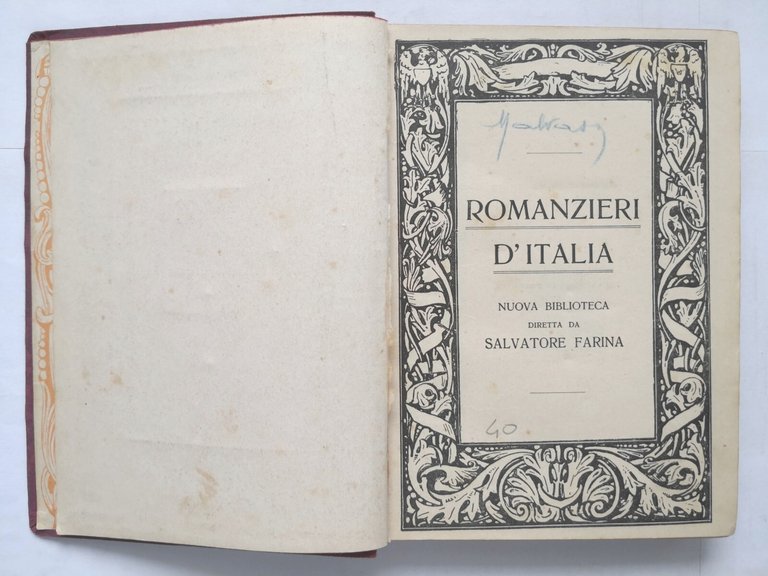 ROMANZIERI
D'ITALIA
NUOVA BIBLIOTECA
DIRETTA DA
SALVATORE FARINA
40